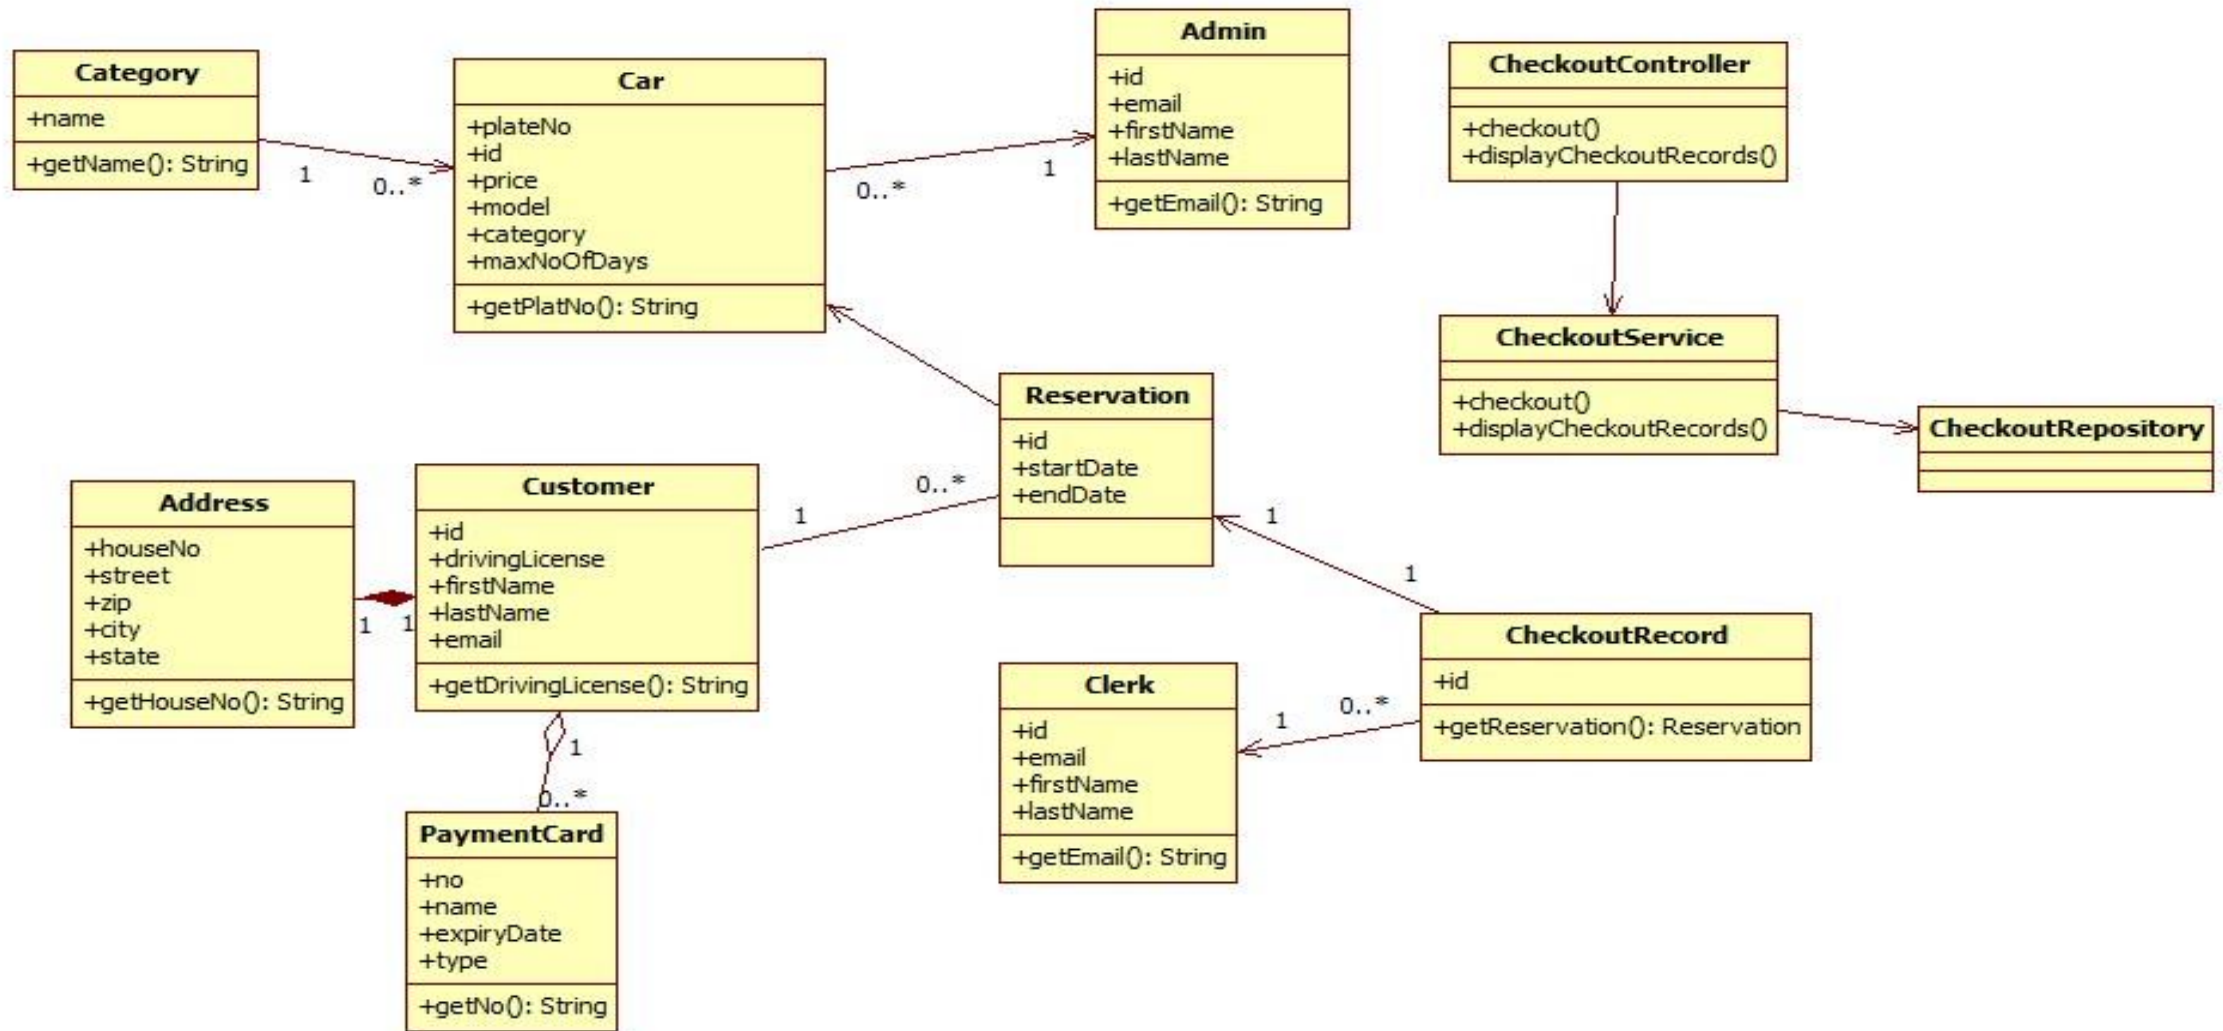 Category
+name
+getName(): String
1
0..*
Car
+plateNo
+id
+price
+model
+category
+maxNoOfDays
+getPlatNo(): String
0..*
1
Admin
+id
+email
+firstName
+lastName
+getEmail(): String
CheckoutController
+checkout()
+displayCheckoutRecords()
CheckoutService
+checkout()
+displayCheckoutRecords()
CheckoutRepository
Reservation
+id
+startDate
+endDate
Address
+houseNo
+street
+zip
+city
+state
+getHouseNo(): String
1
1
Customer
+id
+drivingLicense
+firstName
+lastName
+email
+getDrivingLicense(): String
1
0..*
1
1
CheckoutRecord
+id
+getReservation(): Reservation
1
0..*
Clerk
+id
+email
+firstName
+lastName
+getEmail(): String
1
0..*
PaymentCard
+no
+name
+expiryDate
+type
+getNo(): String